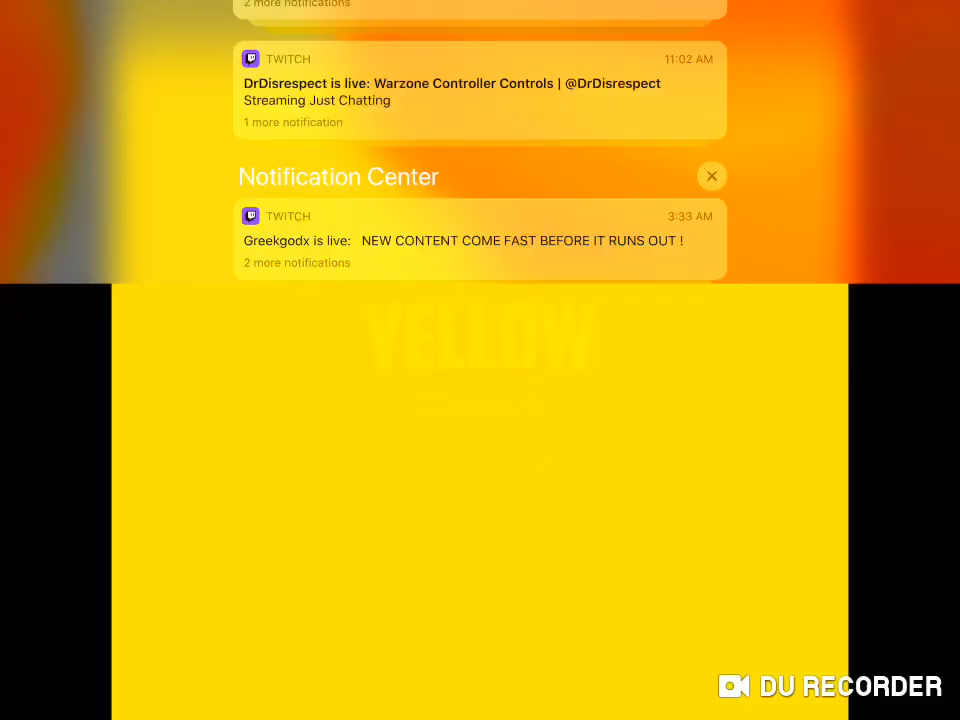 2 more notifications
TWITCH 11:02 AM
DrDisrespect is live: Warzone Controller Controls | @DrDisrespect
Streaming Just Chatting
1 more notification
Notification Center
TWITCH 3:33 AM
Greekgodx is live: NEW CONTENT COME FAST BEFORE IT RUNS OUT !
2 more notifications
YELLOW
DU RECORDER